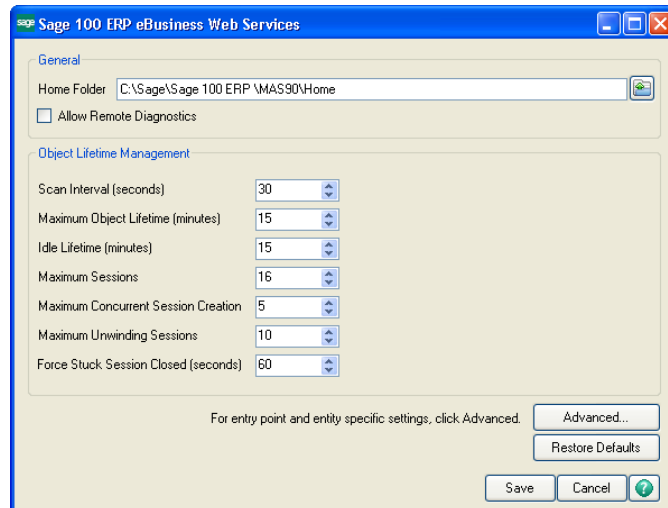 sage Sage 100 ERP eBusiness Web Services
General
Home Folder C:\Sage\Sage 100 ERP \MAS90\Home
Allow Remote Diagnostics
Object Lifetime Management
Scan Interval (seconds) 30
Maximum Object Lifetime (minutes) 15
Idle Lifetime (minutes) 15
Maximum Sessions 16
Maximum Concurrent Session Creation 5
Maximum Unwinding Sessions 10
Force Stuck Session Closed (seconds) 60
For entry point and entity specific settings, click Advanced. Advanced...
Restore Defaults
Save Cancel ?